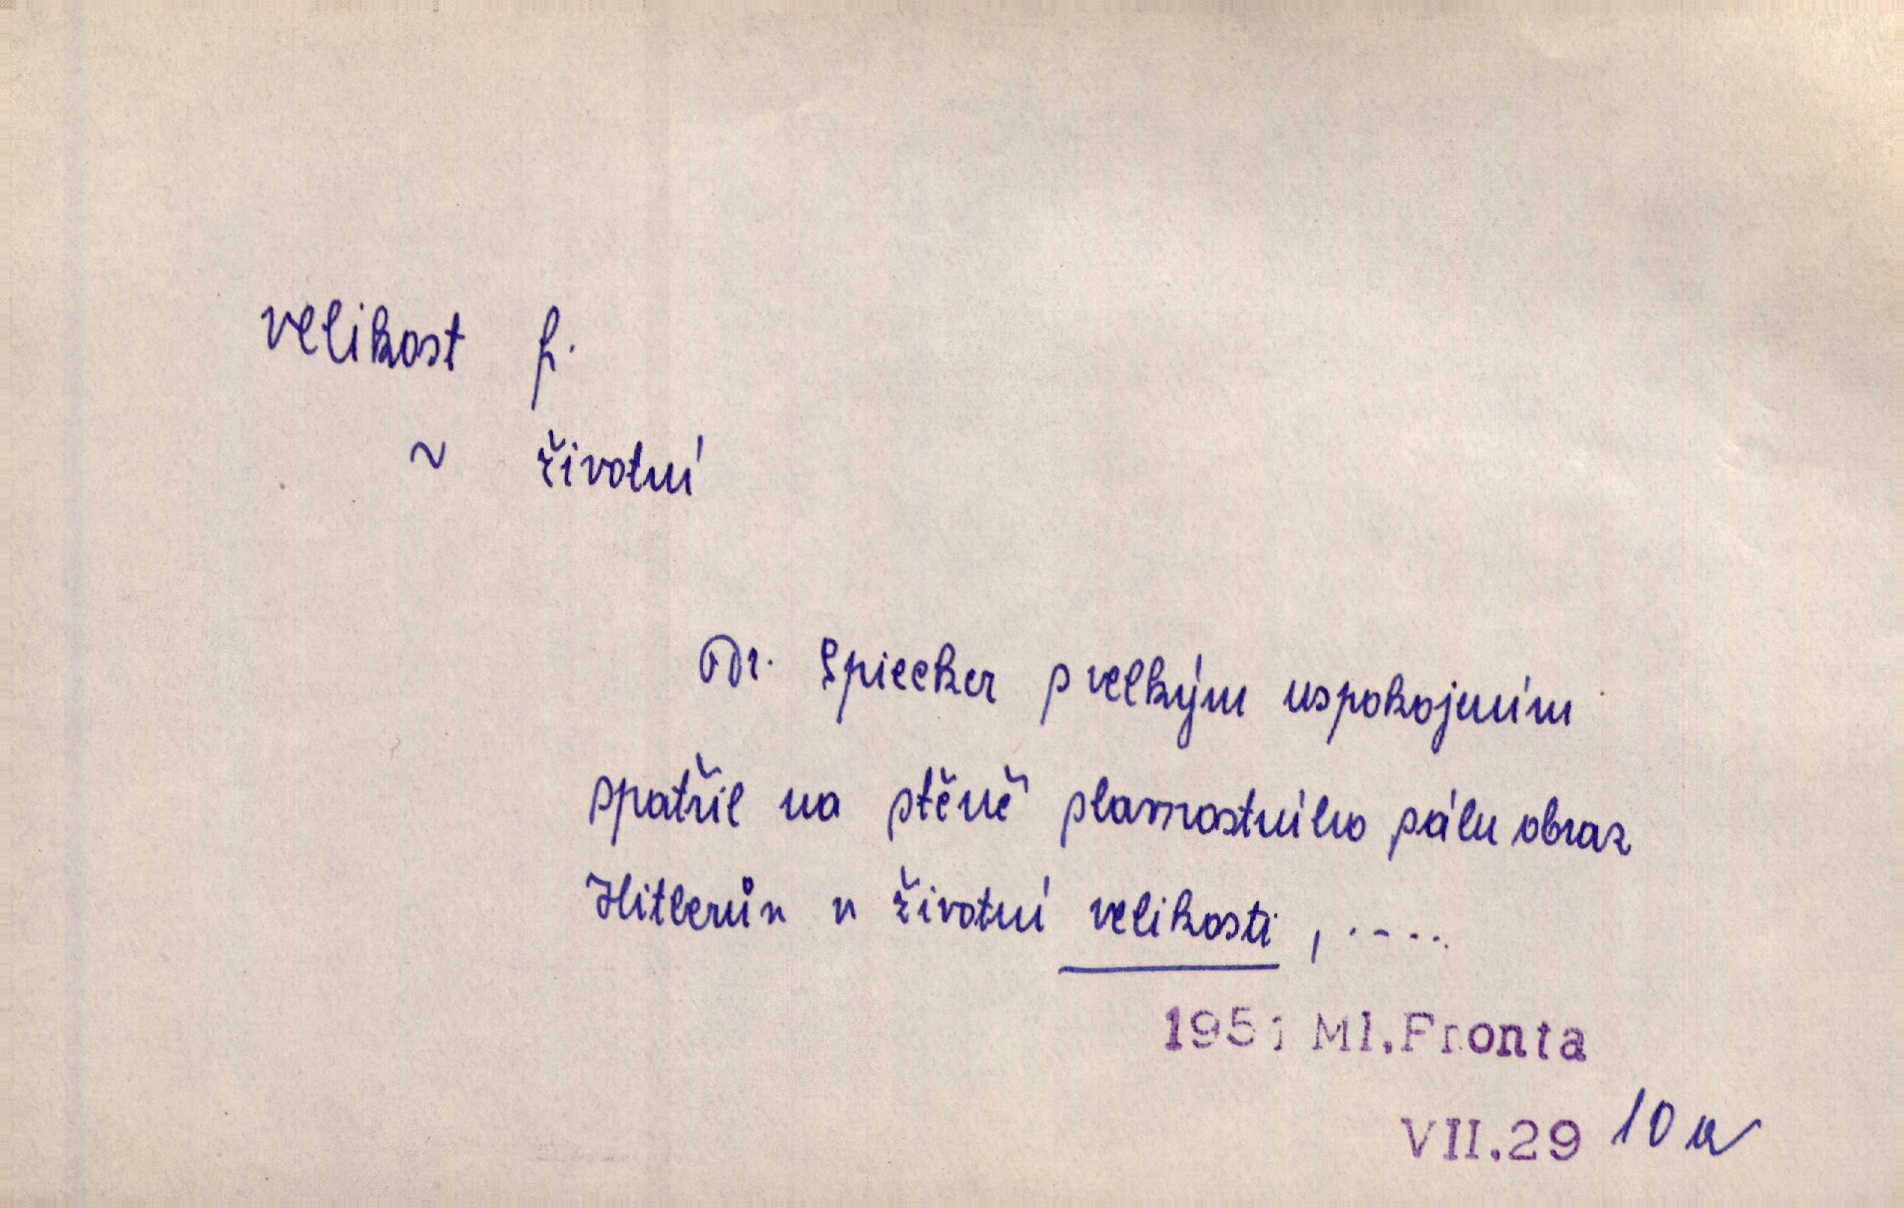 velikost f.
~ životní
Dr. Spiecker s velkým uspokojením
spatřil na stěně slavnostního sálu obraz
Hitlerův v životní velikosti, .....
1951 Ml.Fronta
VII.29 10a